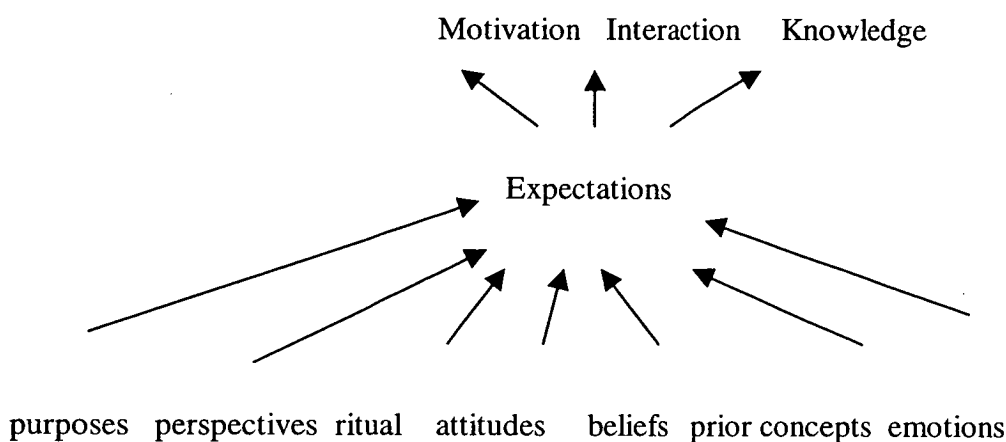 Motivation Interaction Knowledge
Expectations
purposes perspectives ritual attitudes beliefs prior concepts emotions